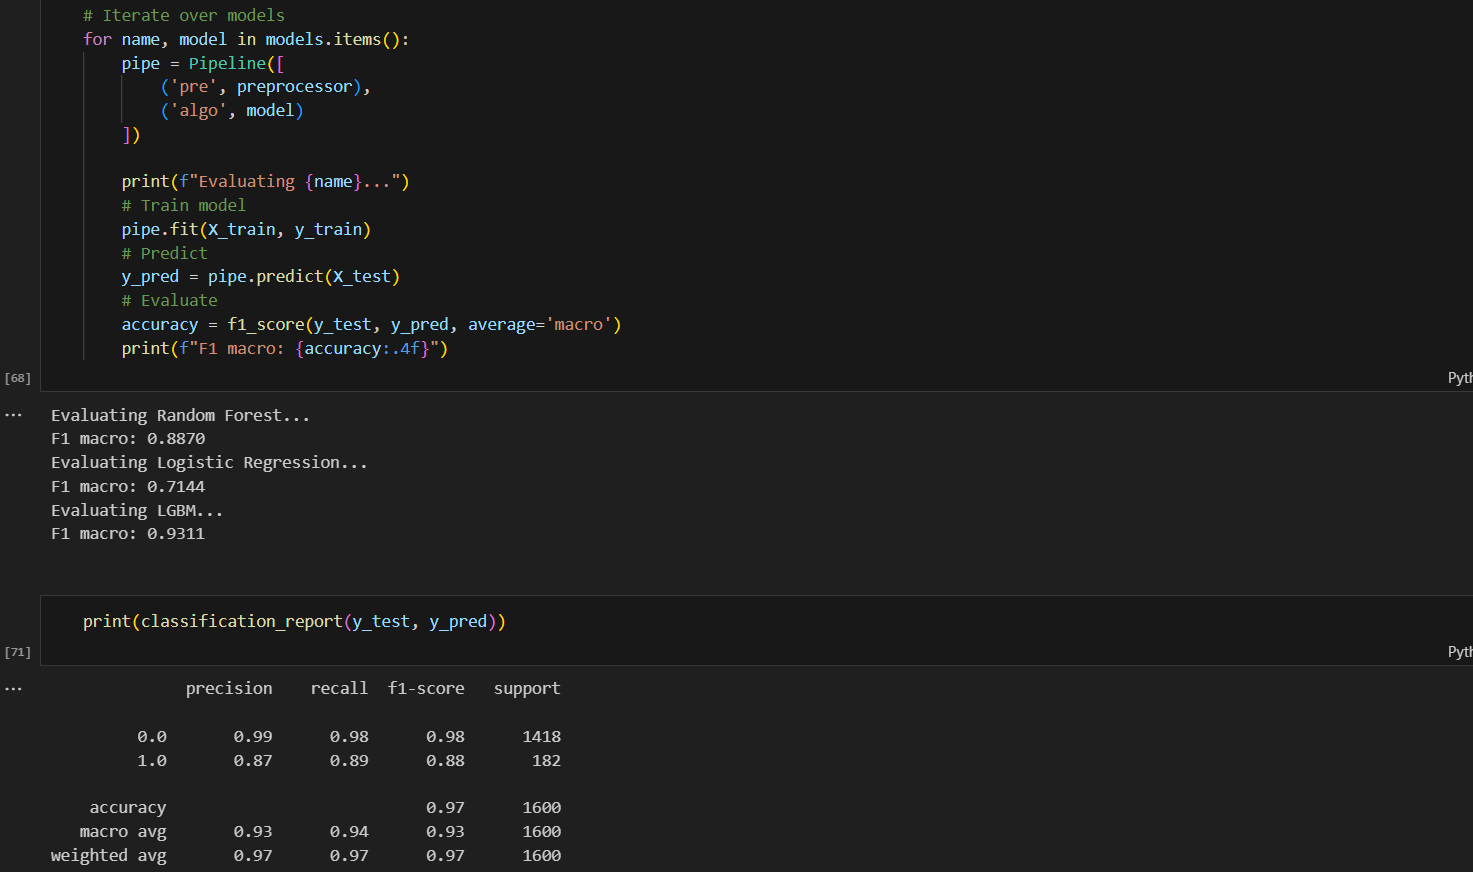 # Iterate over models
for name, model in models.items():
    pipe = Pipeline([
        ('pre', preprocessor),
        ('algo', model)
    ])
    print(f"Evaluating {name}...")
    # Train model
    pipe.fit(X_train, y_train)
    # Predict
    y_pred = pipe.predict(X_test)
    # Evaluate
    accuracy = f1_score(y_test, y_pred, average='macro')
    print(f"F1 macro: {accuracy:.4f}")
[68]
Pyth
...
Evaluating Random Forest...
F1 macro: 0.8870
Evaluating Logistic Regression...
F1 macro: 0.7144
Evaluating LGBM...
F1 macro: 0.9311
print(classification_report(y_test, y_pred))
[71]
Pyth
...
precision    recall  f1-score   support
0.0       0.99      0.98      0.98      1418
1.0       0.87      0.89      0.88       182
accuracy                           0.97      1600
macro avg       0.93      0.94      0.93      1600
weighted avg       0.97      0.97      0.97      1600